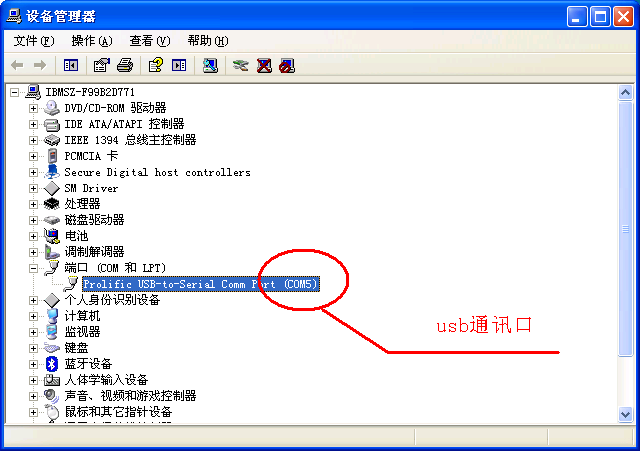 设备管理器
文件(F) 操作(A) 查看(V) 帮助(H)
IBMSZ-F99B2D771
DVD/CD-ROM 驱动器
IDE ATA/ATAPI 控制器
IEEE 1394 总线主控制器
PCMCIA 卡
Secure Digital host controllers
SM Driver
处理器
磁盘驱动器
电池
调制解调器
端口 (COM 和 LPT)
Prolific USB-to-Serial Comm Port (COM5)
个人身份识别设备
计算机
usb通讯口
监视器
键盘
蓝牙设备
人体学输入设备
声音、视频和游戏控制器
鼠标和其它指针设备